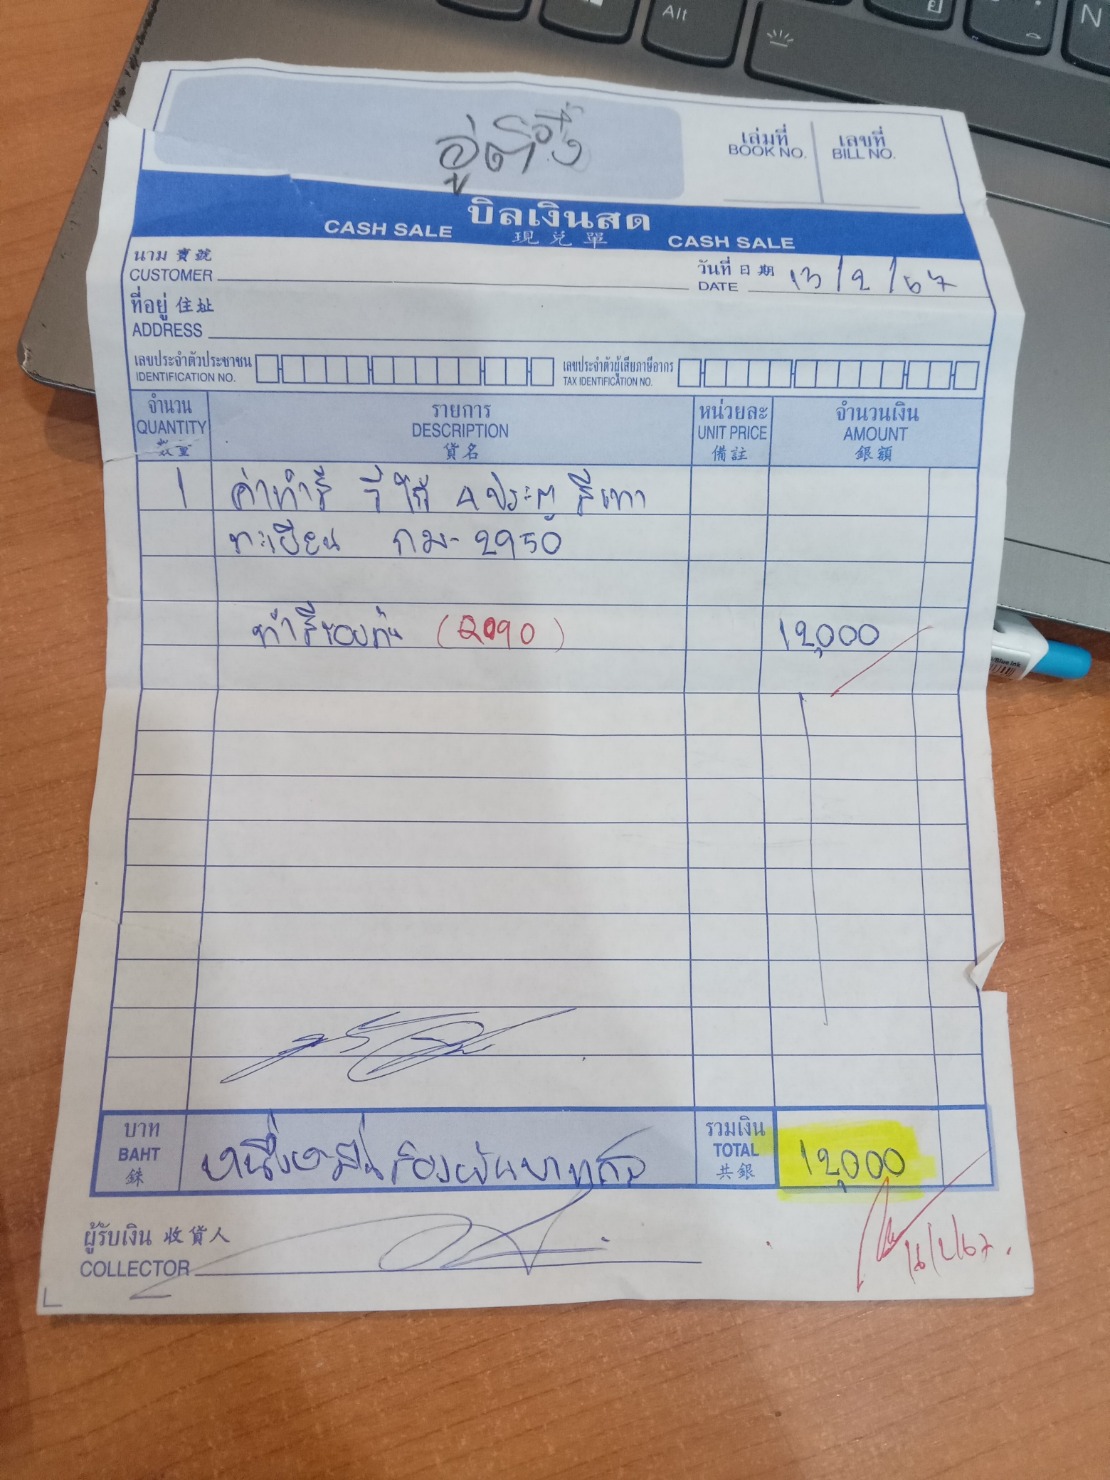 Alt
N
อู่ตี๋อึ้ง
เล่มที่ เลขที่
BOOK NO. BILL NO.
CASH SALE บิลเงินสด CASH SALE
現兌單
นาม 寶號 วันที่ 日期 13/2/67
CUSTOMER DATE
ที่อยู่ 住址
ADDRESS
เลขประจำตัวประชาชน เลขประจำตัวผู้เสียภาษีอากร
IDENTIFICATION NO. TAX IDENTIFICATION NO.
จำนวน รายการ หน่วยละ จำนวนเงิน
QUANTITY DESCRIPTION UNIT PRICE AMOUNT
數量 貨名 備註 銀額
1 ค่าทำสี วีโก้ 4 ประตู สีเทา
ทะเบียน กม-2950
ทำสีรอบคัน (2090) 12,000
บาท หนึ่งหมื่นสองพันบาทถ้วน รวมเงิน 12,000
BAHT TOTAL
銖 共銀
ผู้รับเงิน 收貨人
COLLECTOR
16/2/67.